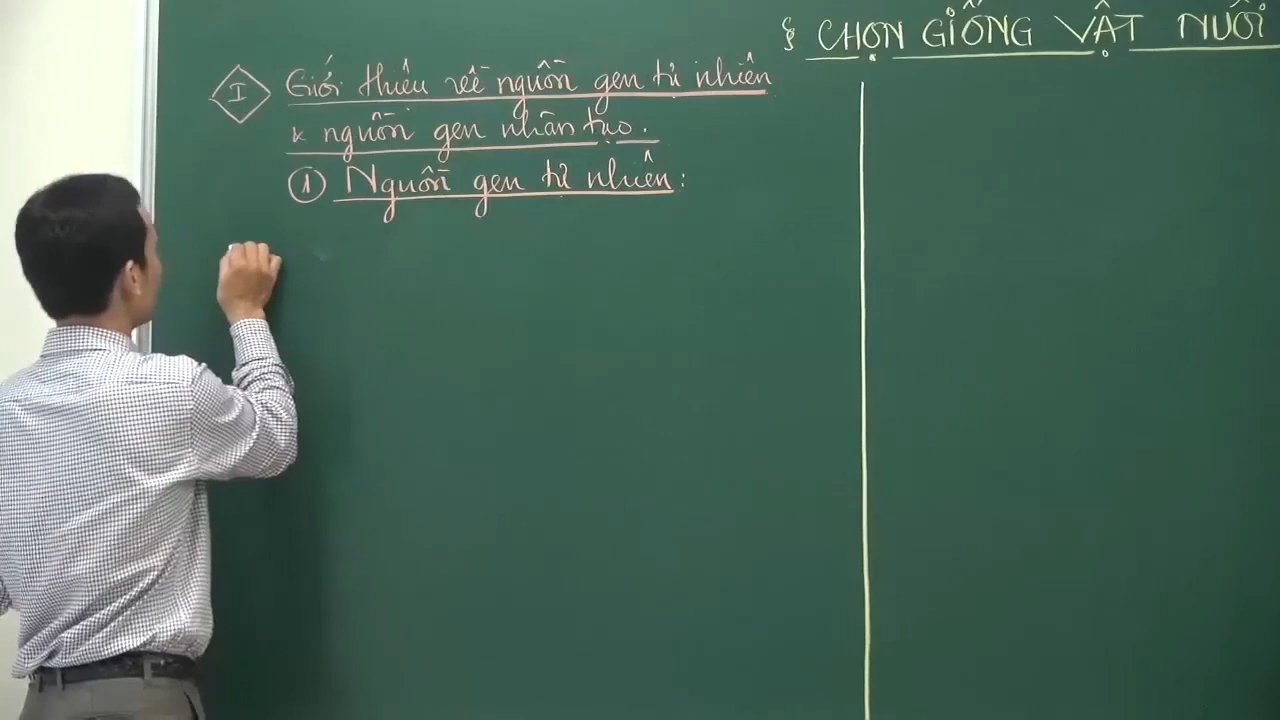 § CHỌN GIỐNG VẬT NUÔI
I Giới thiệu về nguồn gen tự nhiên
& nguồn gen nhân tạo.
① Nguồn gen tự nhiên: